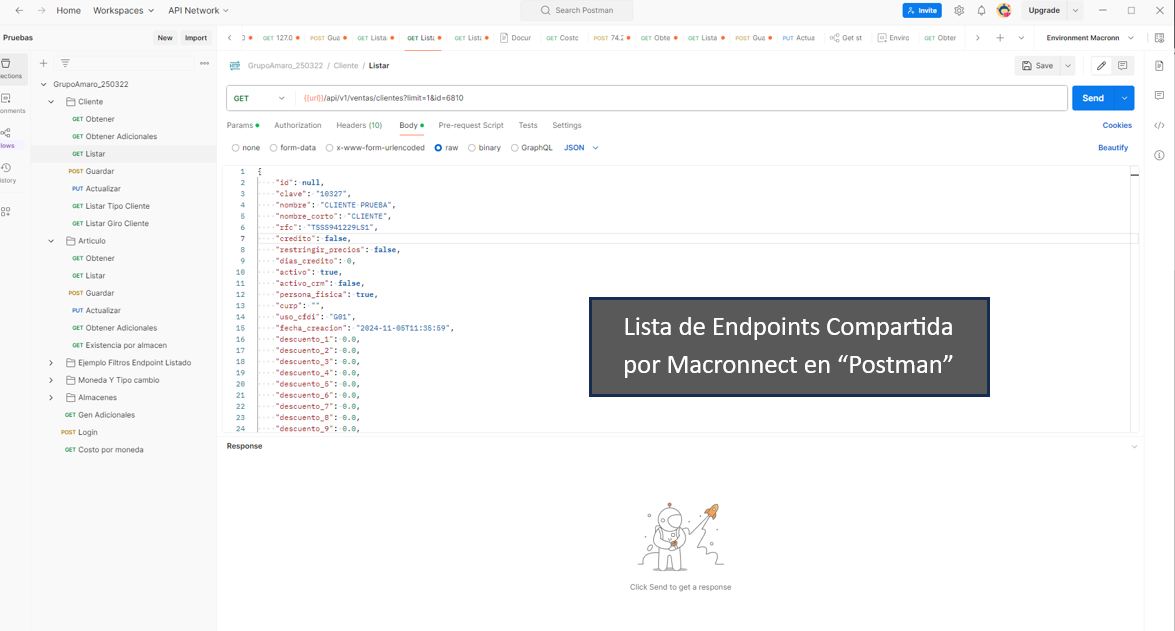 Home Workspaces API Network Search Postman Invite Upgrade
Pruebas New Import
GET 127.0 POST Gua GET Lista GET List GET List Docur GET Costc POST 74.2 GET Obte GET Lista POST Gua PUT Actua Get st Envirc GET Obter Environment Macronn
GrupoAmaro_250322 / Cliente / Listar Save
GET {{url}}/api/v1/ventas/clientes?limit=1&id=6810 Send
Params Authorization Headers (10) Body Pre-request Script Tests Settings Cookies
none form-data x-www-form-urlencoded raw binary GraphQL JSON Beautify
ections
onments
lows
istory
GrupoAmaro_250322
Cliente
GET Obtener
GET Obtener Adicionales
GET Listar
POST Guardar
PUT Actualizar
GET Listar Tipo Cliente
GET Listar Giro Cliente
Articulo
GET Obtener
GET Listar
POST Guardar
PUT Actualizar
GET Obtener Adicionales
GET Existencia por almacen
Ejemplo Filtros Endpoint Listado
Moneda Y Tipo cambio
Almacenes
GET Gen Adicionales
POST Login
GET Costo por moneda
1 {
2 "id": null,
3 "clave": "10327",
4 "nombre": "CLIENTE PRUEBA",
5 "nombre_corto": "CLIENTE",
6 "rfc": "TSSS941229LS1",
7 "credito": false,
8 "restringir_precios": false,
9 "dias_credito": 0,
10 "activo": true,
11 "activo_crm": false,
12 "persona_fisica": true,
13 "curp": "",
14 "uso_cfdi": "G01",
15 "fecha_creacion": "2024-11-05T11:35:59",
16 "descuento_1": 0.0,
17 "descuento_2": 0.0,
18 "descuento_3": 0.0,
19 "descuento_4": 0.0,
20 "descuento_5": 0.0,
21 "descuento_6": 0.0,
22 "descuento_7": 0.0,
23 "descuento_8": 0.0,
24 "descuento_9": 0.0,
Lista de Endpoints Compartida
por Macronnect en “Postman”
Response
Click Send to get a response